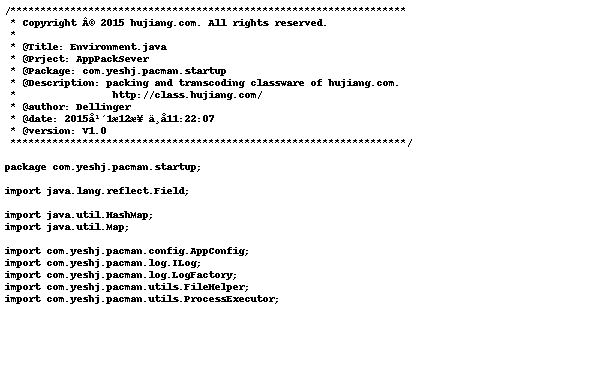 /******************************************************************
 * Copyright Â© 2015 hujiang.com. All rights reserved.
 *
 * @Title: Environment.java
 * @Prject: AppPackSever
 * @Package: com.yeshj.pacman.startup
 * @Description: packing and transcoding classware of hujiang.com.
 *                http://class.hujiang.com/
 * @author: Dellinger
 * @date: 2015å¹´1æ12æ¥ ä¸å11:22:07
 * @version: V1.0
 ******************************************************************/
package com.yeshj.pacman.startup;
import java.lang.reflect.Field;
import java.util.HashMap;
import java.util.Map;
import com.yeshj.pacman.config.AppConfig;
import com.yeshj.pacman.log.ILog;
import com.yeshj.pacman.log.LogFactory;
import com.yeshj.pacman.utils.FileHelper;
import com.yeshj.pacman.utils.ProcessExecutor;